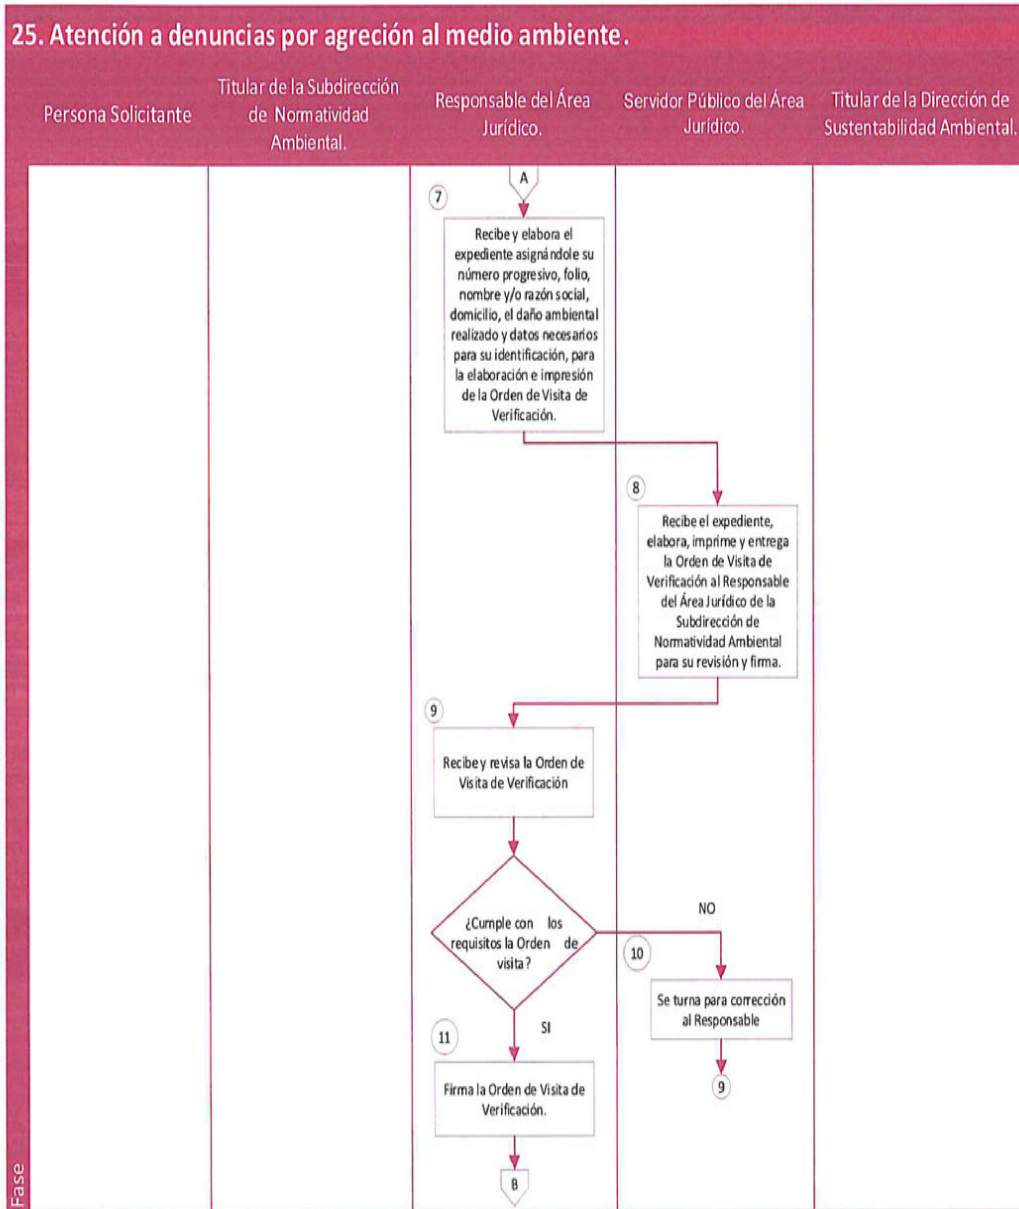 25. Atención a denuncias por agreción al medio ambiente.
Persona Solicitante
Titular de la Subdirección
de Normatividad
Ambiental.
Responsable del Área
Jurídico.
Servidor Público del Área
Jurídico.
Titular de la Dirección de
Sustentabilidad Ambiental.
A
7
Recibe y elabora el
expediente asignándole su
número progresivo, folio,
nombre y/o razón social,
domicilio, el daño ambiental
realizado y datos necesarios
para su identificación, para
la elaboración e impresión
de la Orden de Visita de
Verificación.
8
Recibe el expediente,
elabora, imprime y entrega
la Orden de Visita de
Verificación al Responsable
del Área Jurídico de la
Subdirección de
Normatividad Ambiental
para su revisión y firma.
9
Recibe y revisa la Orden de
Visita de Verificación
¿Cumple con los
requisitos la Orden de
visita?
NO
10
Se turna para corrección
al Responsable
9
SI
11
Firma la Orden de Visita de
Verificación.
B
Fase